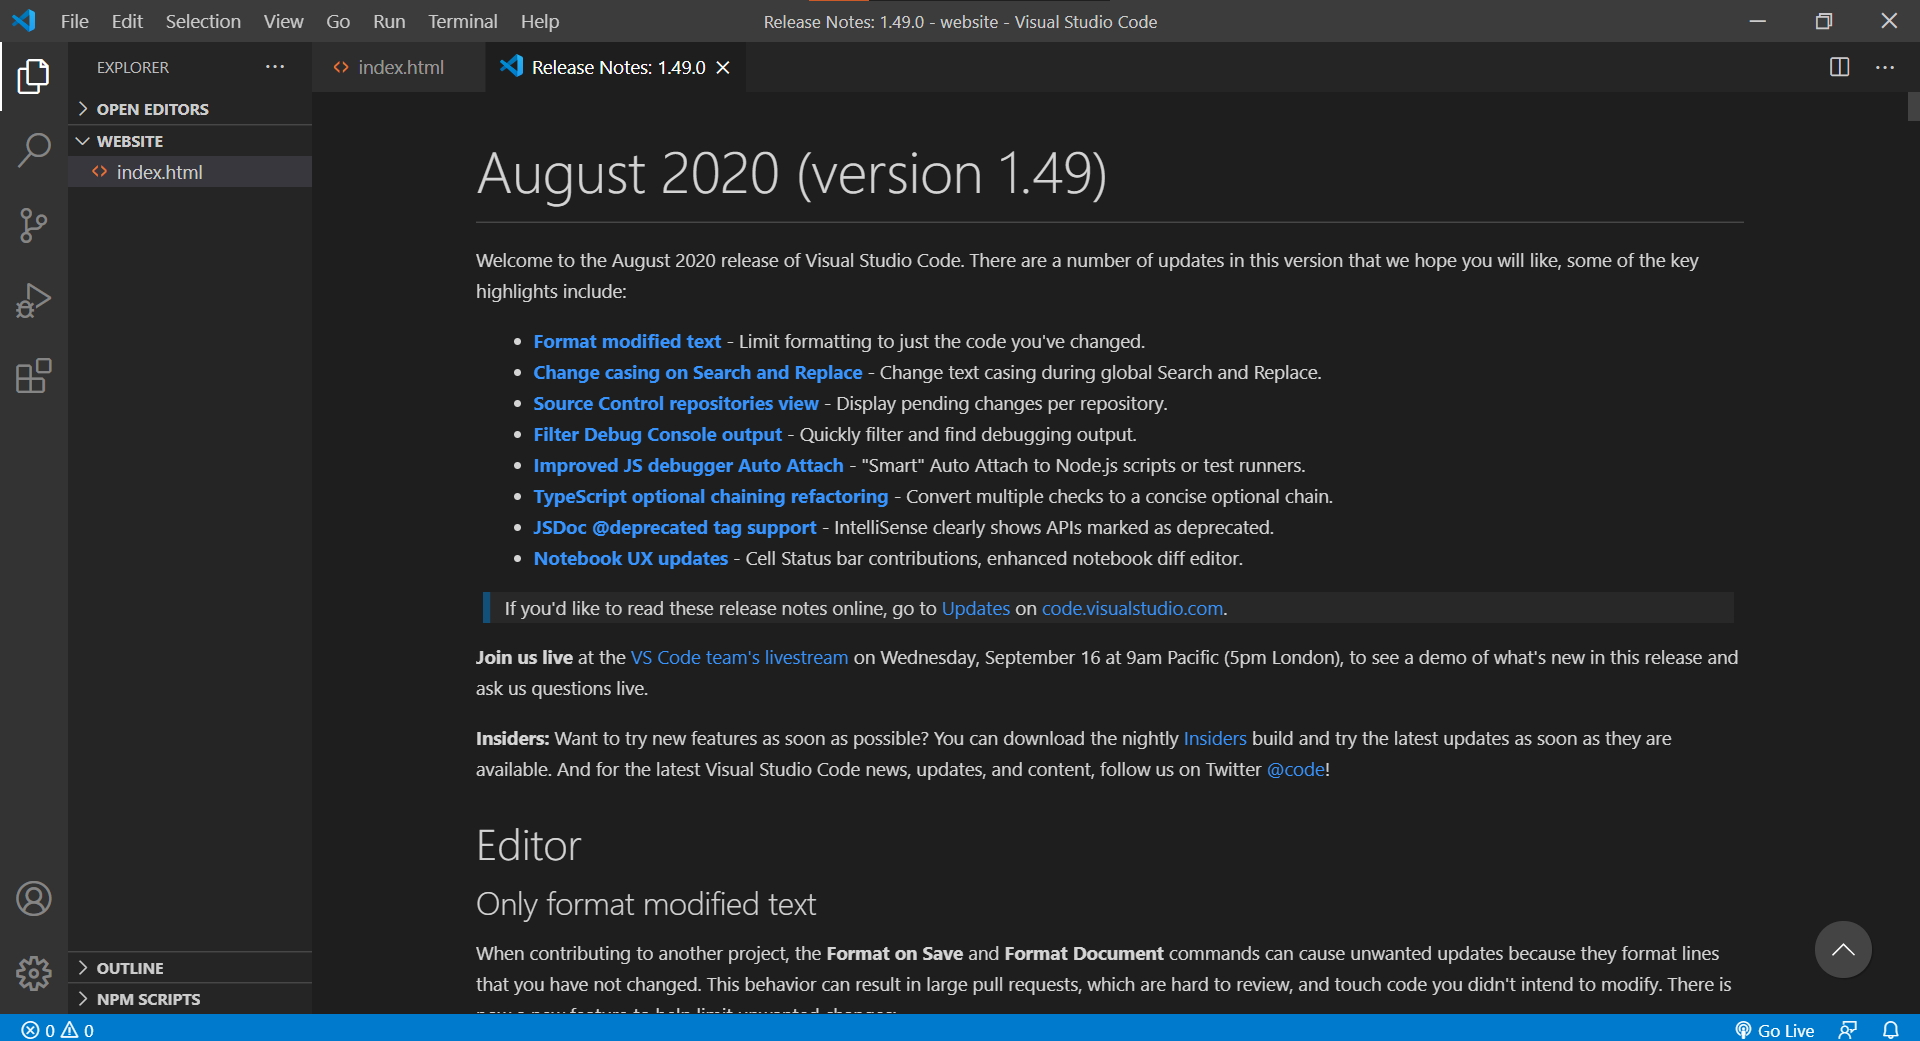 File Edit Selection View Go Run Terminal Help
Release Notes: 1.49.0 - website - Visual Studio Code
EXPLORER
index.html
Release Notes: 1.49.0
OPEN EDITORS
WEBSITE
index.html
August 2020 (version 1.49)
Welcome to the August 2020 release of Visual Studio Code. There are a number of updates in this version that we hope you will like, some of the key
highlights include:
• Format modified text - Limit formatting to just the code you've changed.
• Change casing on Search and Replace - Change text casing during global Search and Replace.
• Source Control repositories view - Display pending changes per repository.
• Filter Debug Console output - Quickly filter and find debugging output.
• Improved JS debugger Auto Attach - "Smart" Auto Attach to Node.js scripts or test runners.
• TypeScript optional chaining refactoring - Convert multiple checks to a concise optional chain.
• JSDoc @deprecated tag support - IntelliSense clearly shows APIs marked as deprecated.
• Notebook UX updates - Cell Status bar contributions, enhanced notebook diff editor.
If you'd like to read these release notes online, go to Updates on code.visualstudio.com.
Join us live at the VS Code team's livestream on Wednesday, September 16 at 9am Pacific (5pm London), to see a demo of what's new in this release and
ask us questions live.
Insiders: Want to try new features as soon as possible? You can download the nightly Insiders build and try the latest updates as soon as they are
available. And for the latest Visual Studio Code news, updates, and content, follow us on Twitter @code!
Editor
Only format modified text
When contributing to another project, the Format on Save and Format Document commands can cause unwanted updates because they format lines
that you have not changed. This behavior can result in large pull requests, which are hard to review, and touch code you didn't intend to modify. There is
now a new feature to help limit unwanted changes:
OUTLINE
NPM SCRIPTS
0 0
Go Live